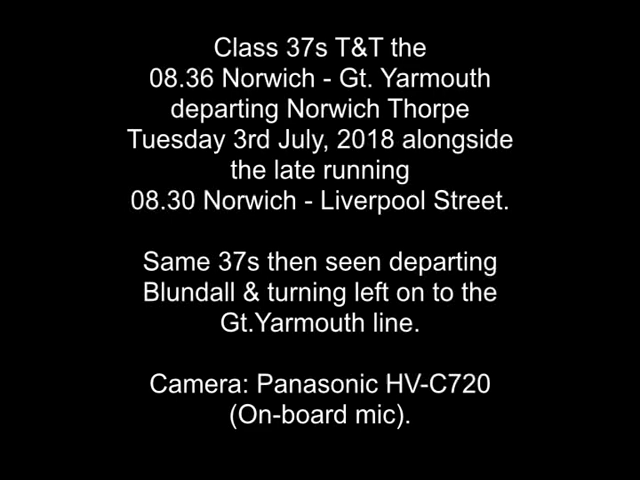 Class 37s T&T the
08.36 Norwich - Gt. Yarmouth
departing Norwich Thorpe
Tuesday 3rd July, 2018 alongside
the late running
08.30 Norwich - Liverpool Street.
Same 37s then seen departing
Blundall & turning left on to the
Gt.Yarmouth line.
Camera: Panasonic HV-C720
(On-board mic).